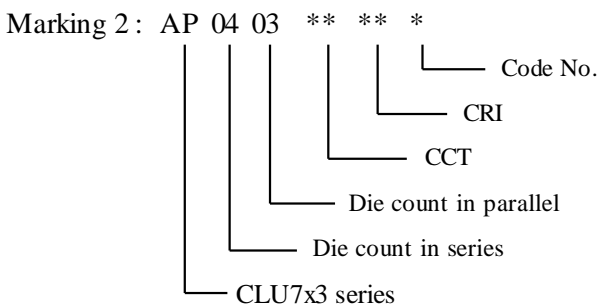 Marking 2 : AP 04 03 ** ** *
Code No.
CRI
CCT
Die count in parallel
Die count in series
CLU7x3 series